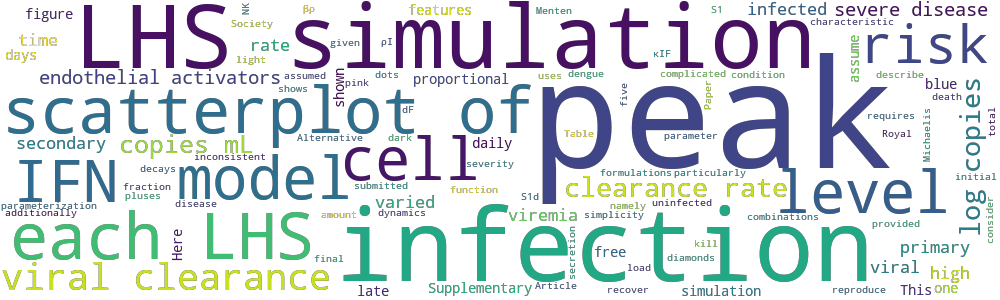 figure time days LHS simulation NK Society light rate βρ given ρI features Menten S1 κIF infected severe disease characteristic risk
endothelial activators assumed shows shown pink dots proportional uses dengue complicated condition assume describe blue death
scatterplot of dF five Paper peak requires Royal Michaelis log copies total
secondary copies mL Alternative dark cell daily severity Table parameter
inconsistent decays IFN model fraction pluses disease submitted function S1d formulations particularly clearance rate level initial
parameterization additionally varied amount dynamics viremia namely simplicity uninfected combinations provided consider
each LHS Here final infection secretion free load kill diamonds primary
viral clearance late Supplementary Article recover simulation reproduce viral This high one